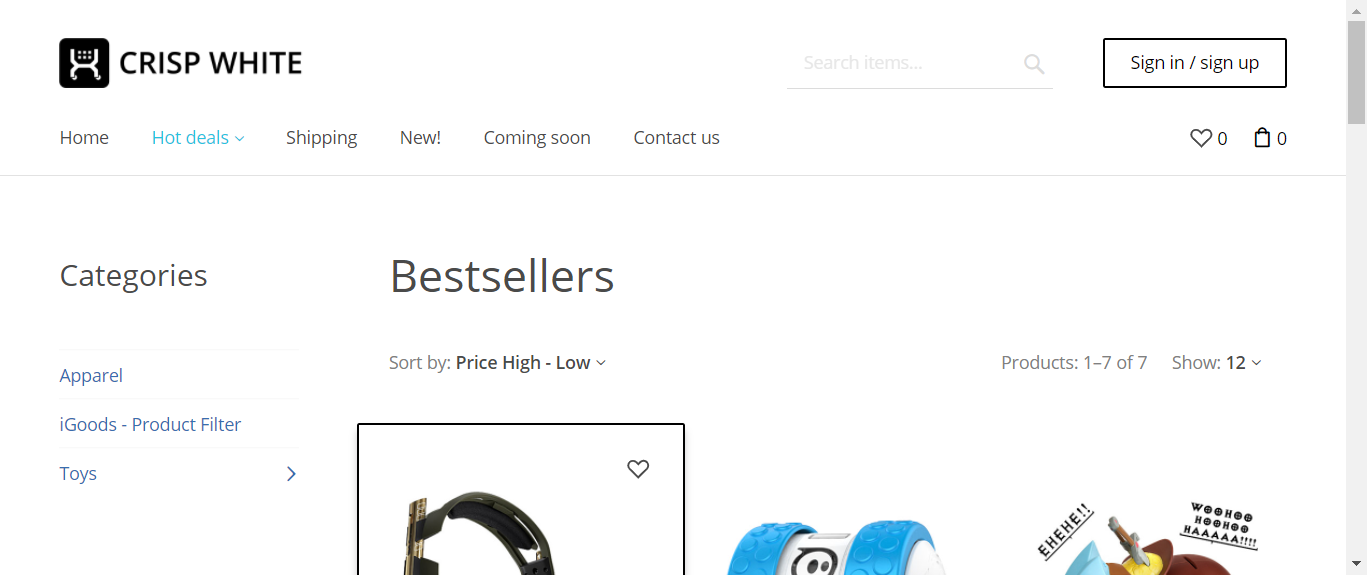 CRISP WHITE
Search items...
Sign in / sign up
Home Hot deals Shipping New! Coming soon Contact us
0 0
Categories
Bestsellers
Sort by: Price High - Low
Products: 1–7 of 7 Show: 12
Apparel
iGoods - Product Filter
Toys
EHEHE!!
WOOHOO
HOOHOO
HAAAAA!!!!